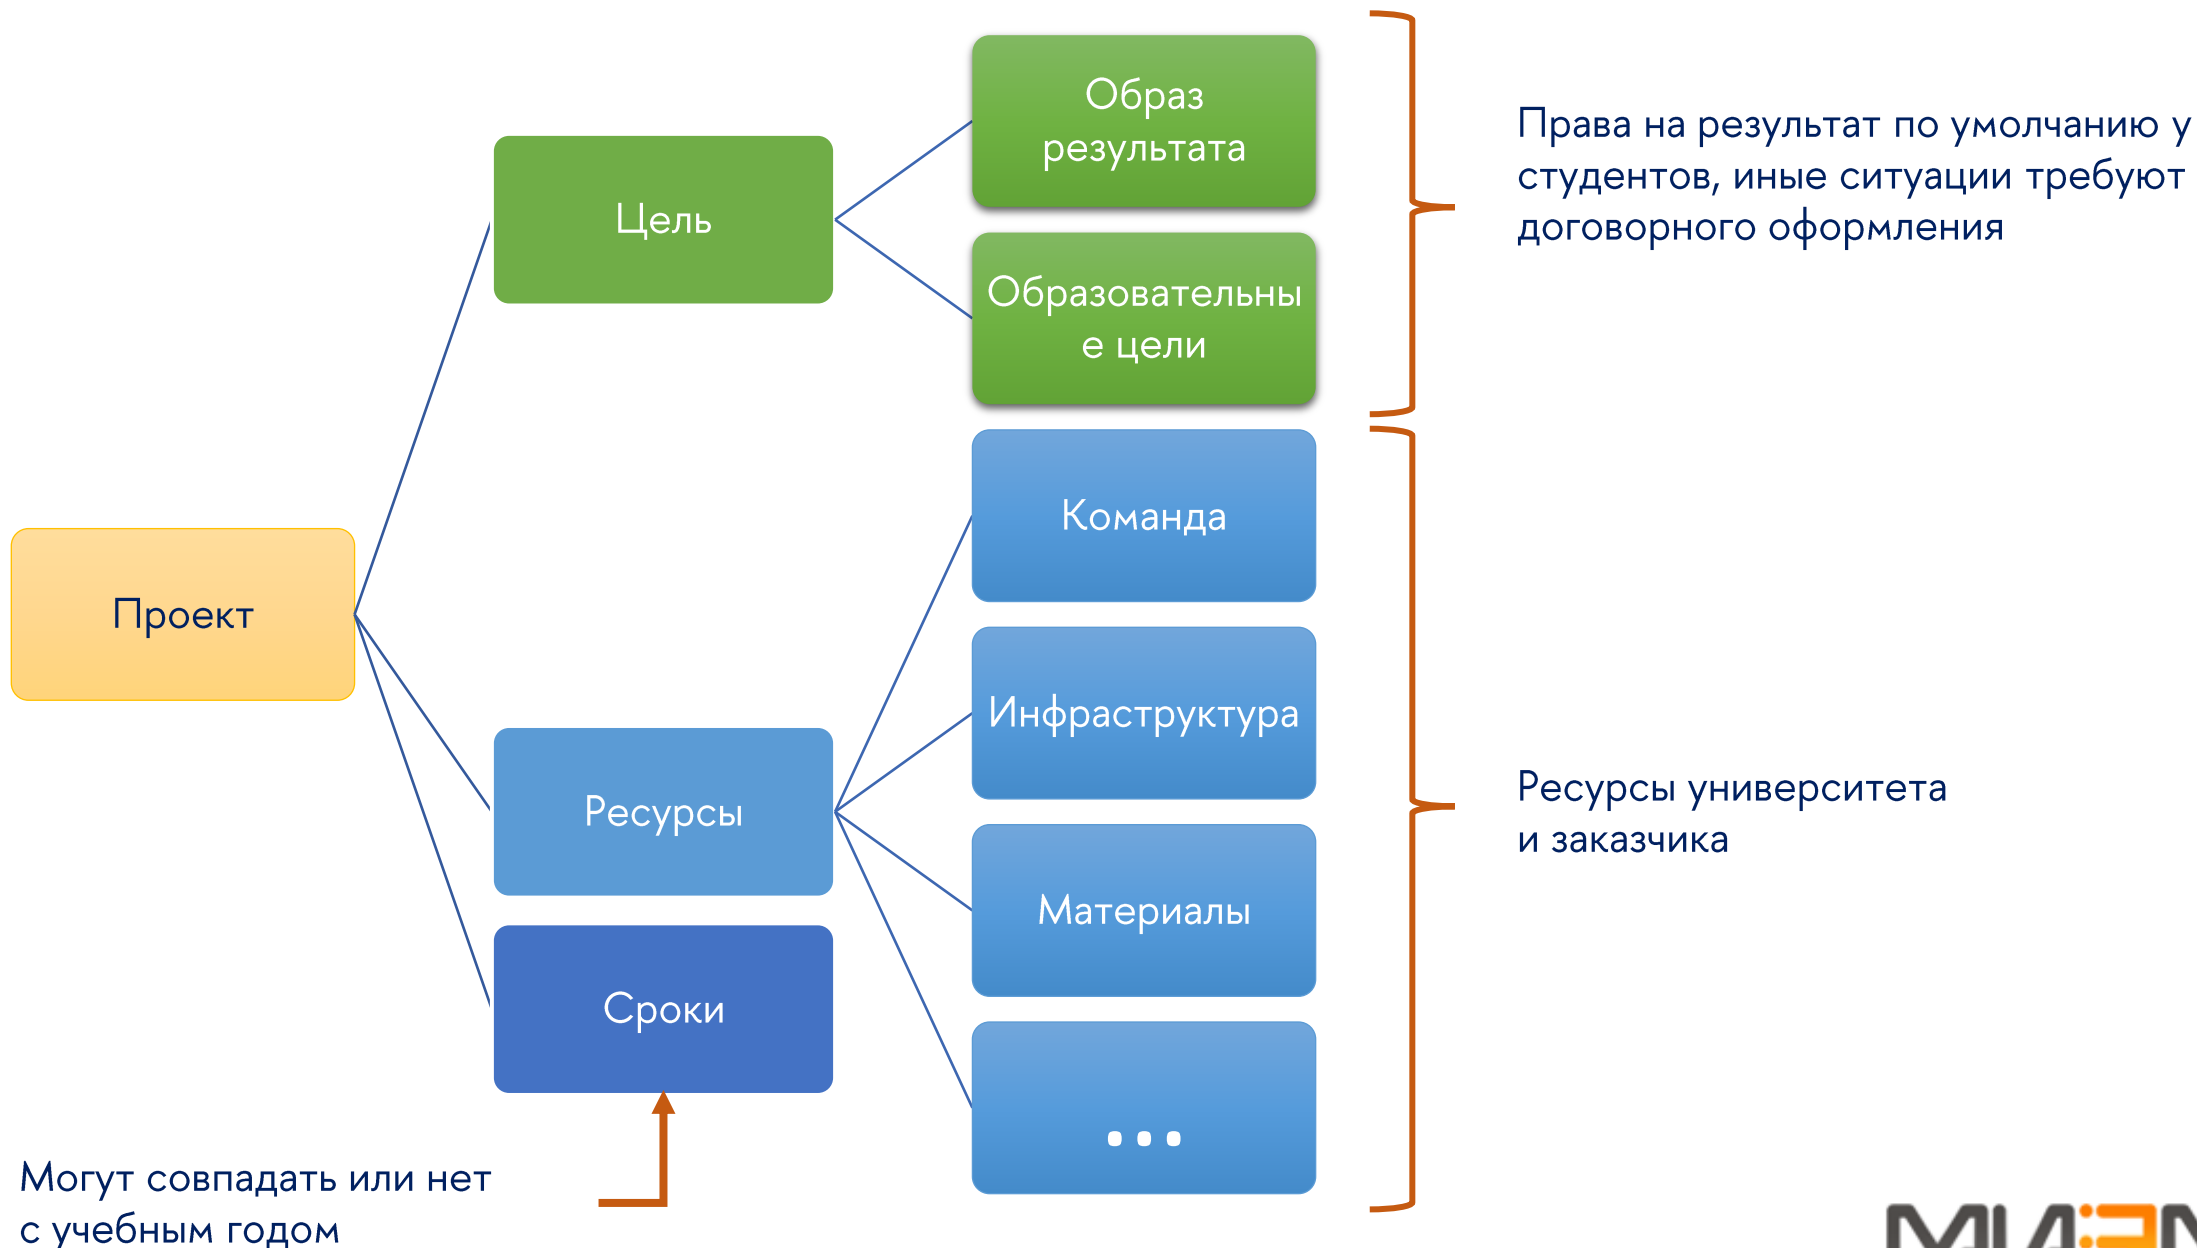 Образ
результата
Права на результат по умолчанию у
студентов, иные ситуации требуют
договорного оформления
Цель
Образовательны
е цели
Команда
Проект
Инфраструктура
Ресурсы
Ресурсы университета
и заказчика
Материалы
Сроки
...
Могут совпадать или нет
с учебным годом